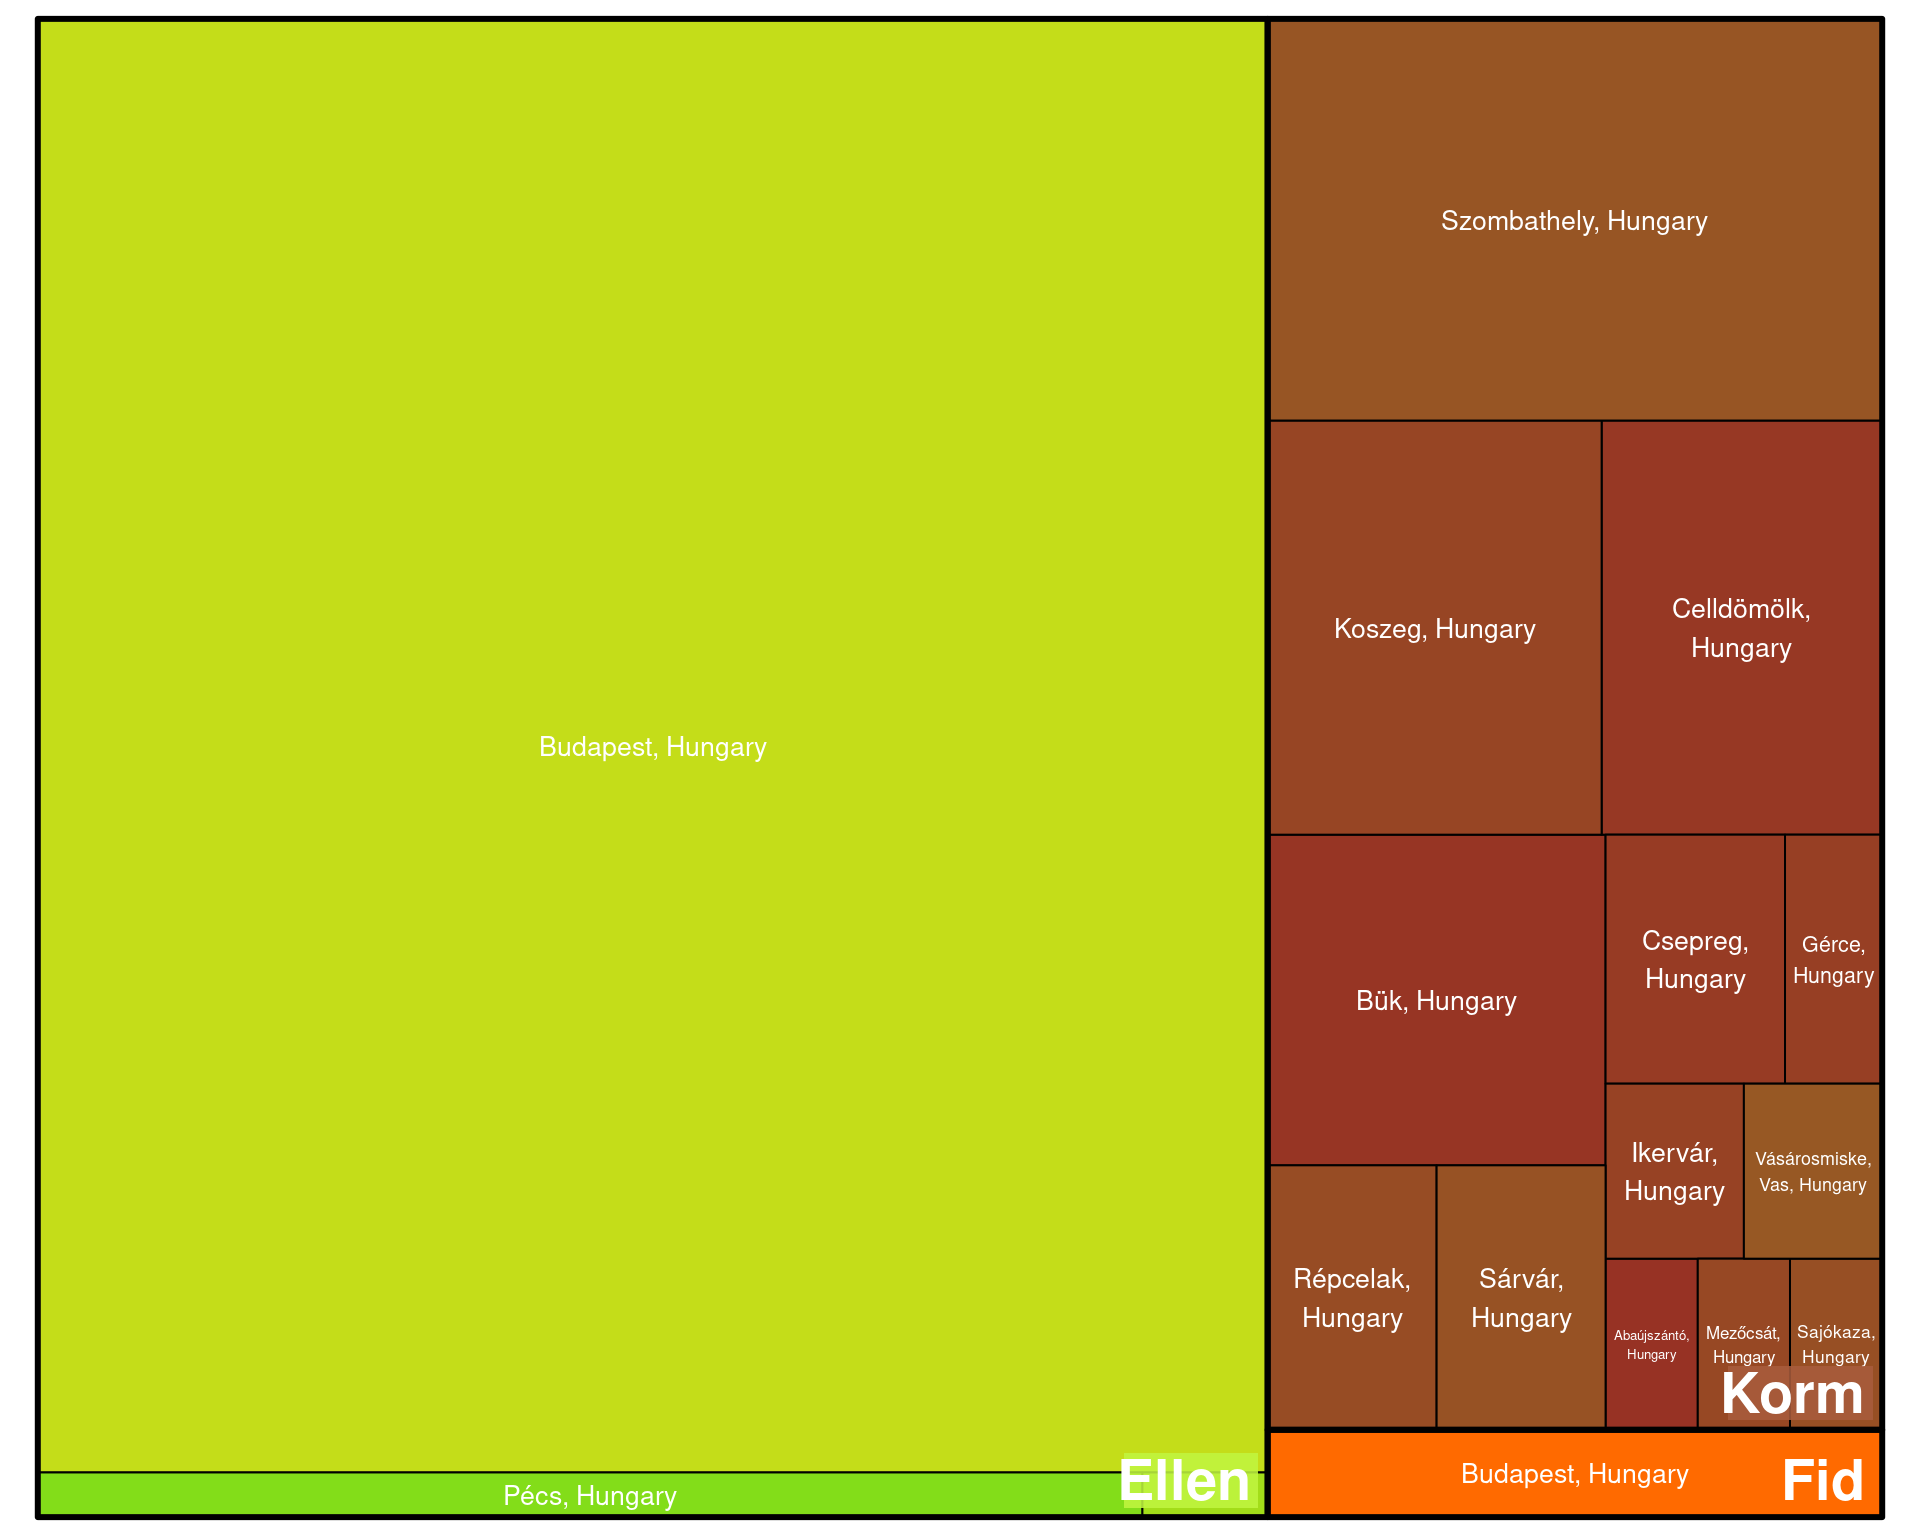 Budapest, Hungary
Pécs, Hungary
Ellen
Szombathely, Hungary
Koszeg, Hungary
Celldömölk,
Hungary
Bük, Hungary
Csepreg,
Hungary
Gérce,
Hungary
Ikervár,
Hungary
Vásárosmiske,
Vas, Hungary
Répcelak,
Hungary
Sárvár,
Hungary
Abaújszántó,
Hungary
Mezőcsát,
Hungary
Sajókaza,
Hungary
Korm
Budapest, Hungary
Fid